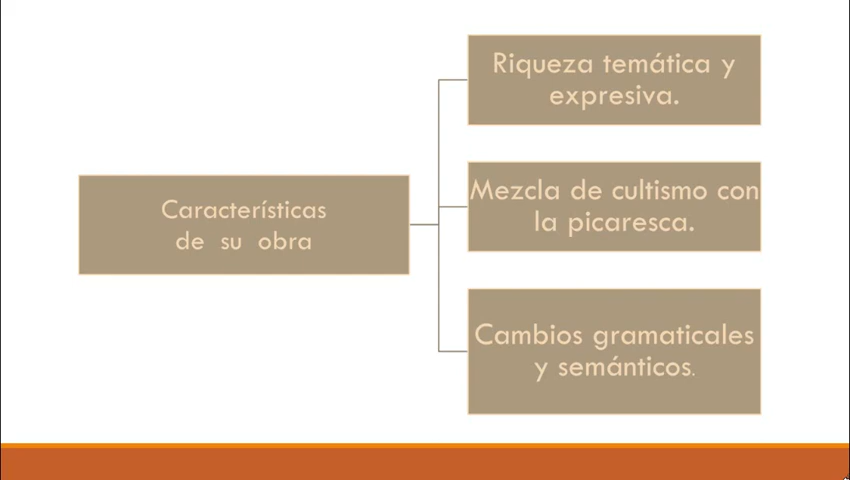 Características
de su obra
Riqueza temática y
expresiva.
Mezcla de cultismo con
la picaresca.
Cambios gramaticales
y semánticos.